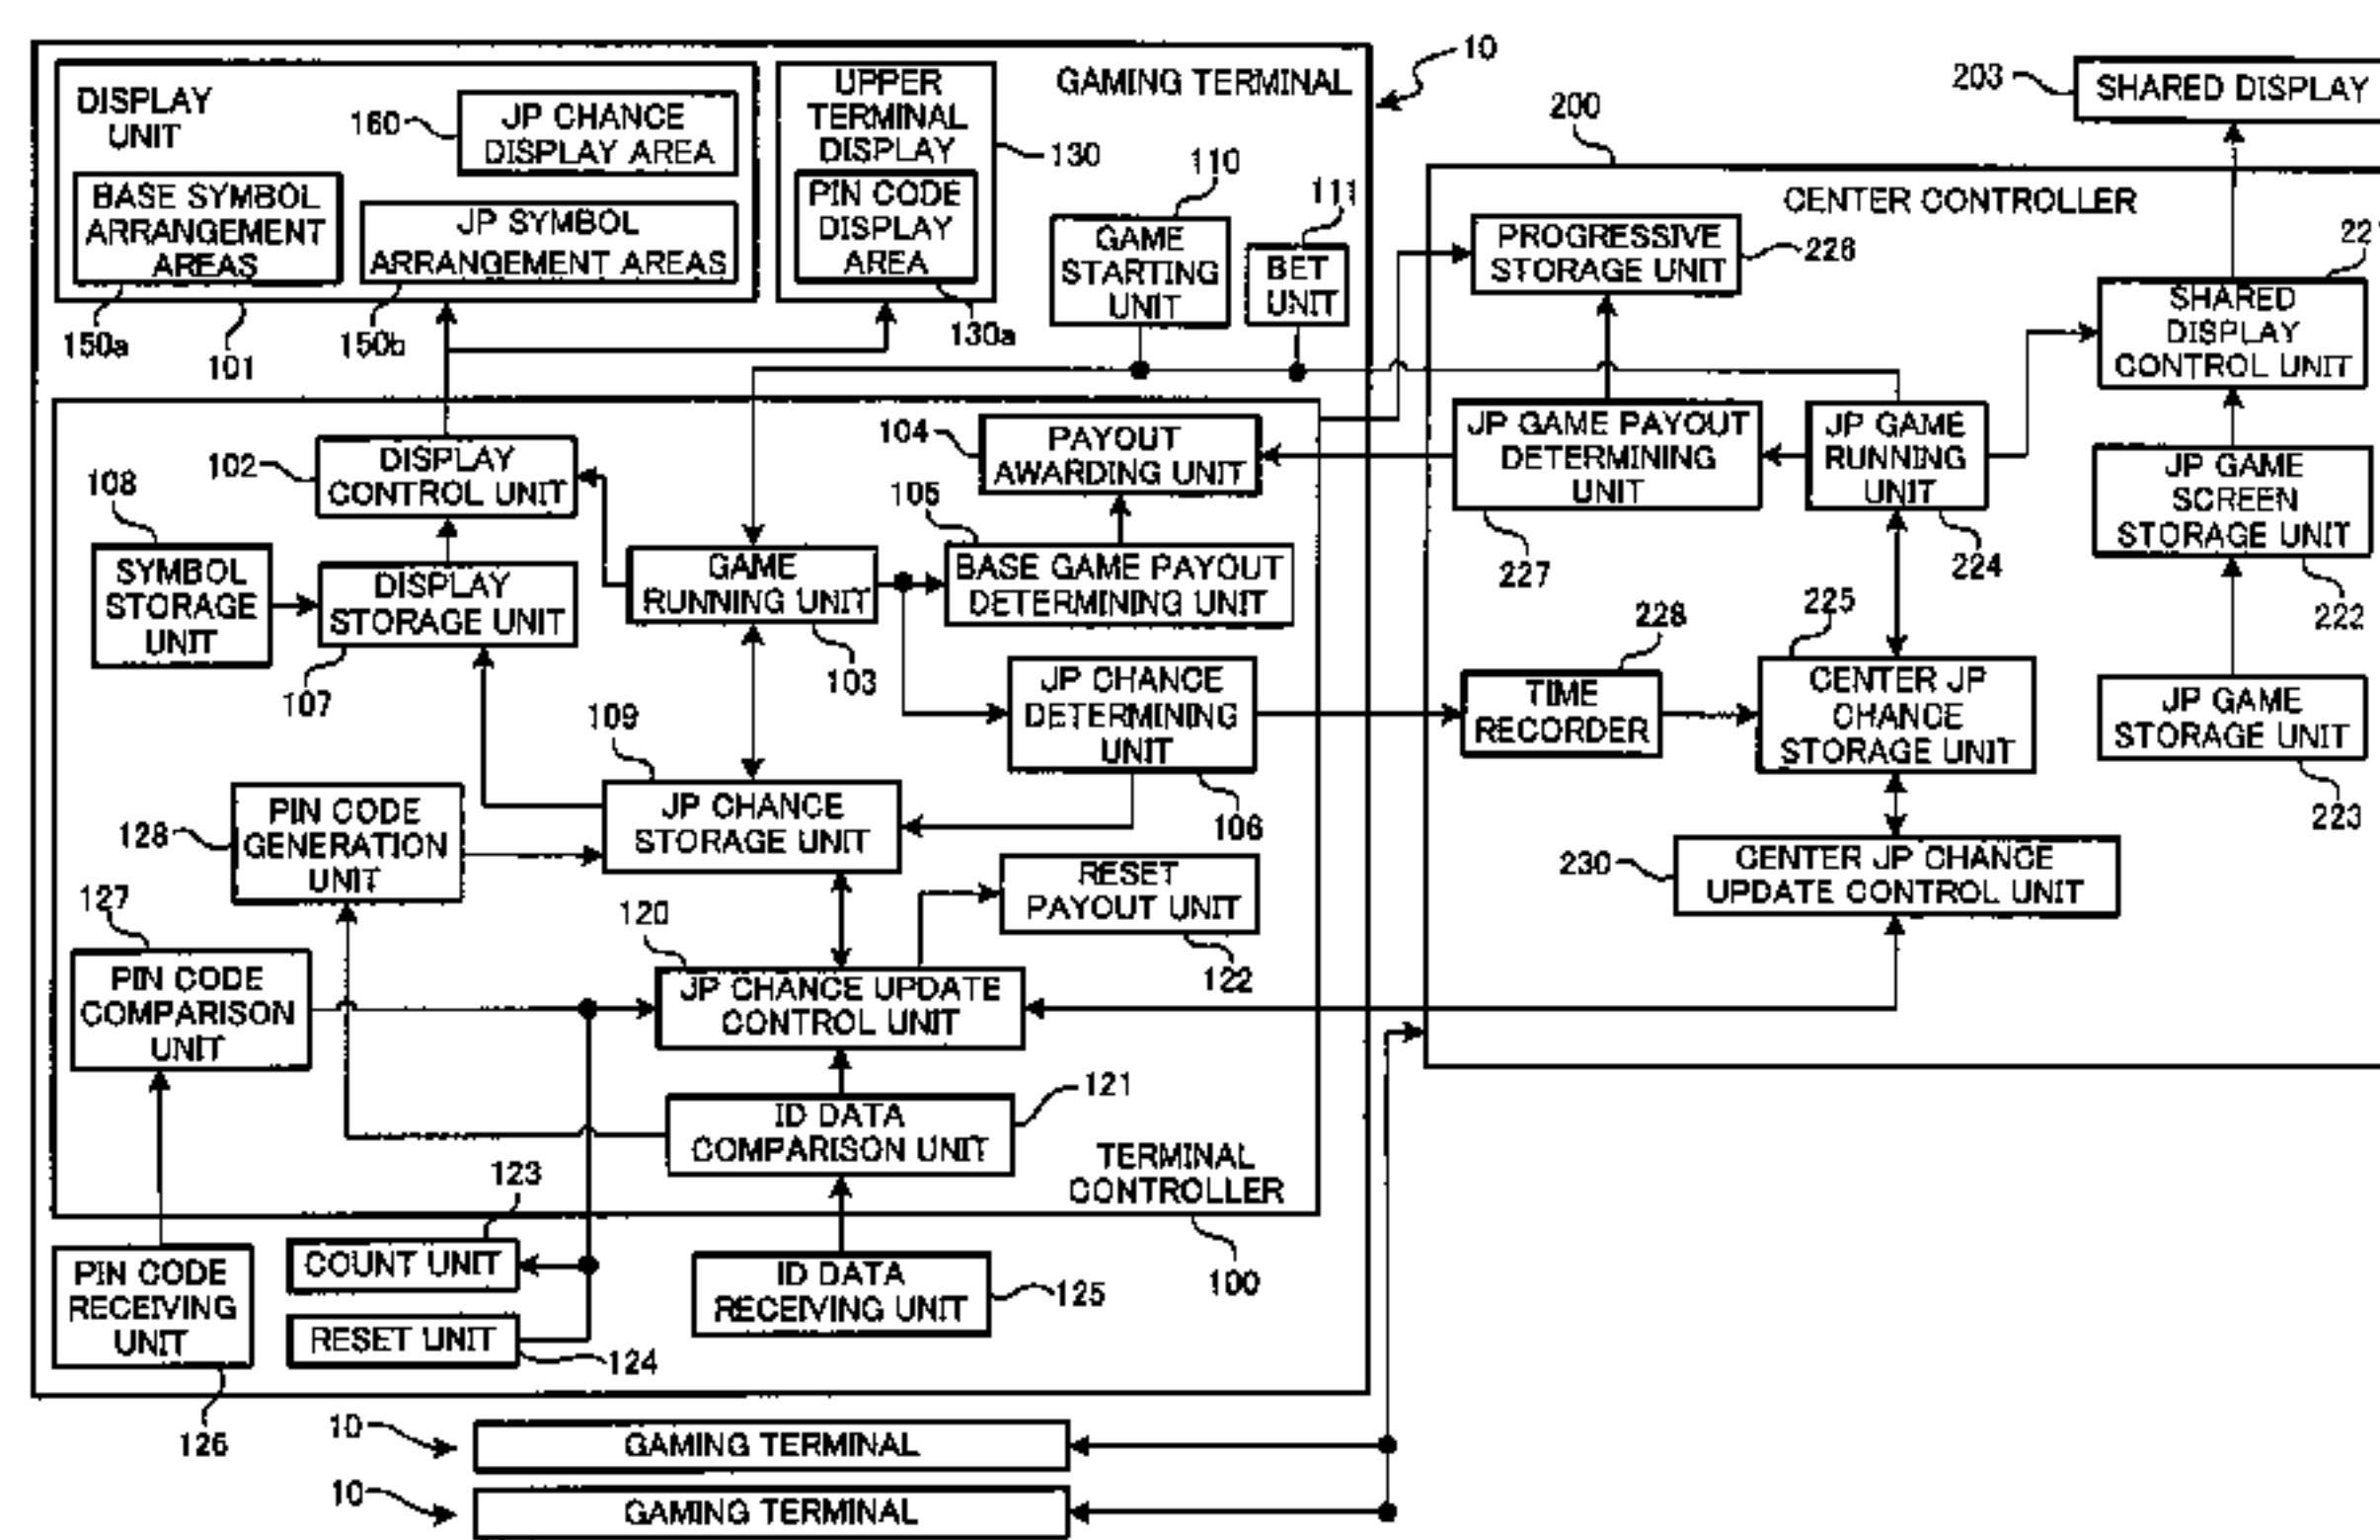 10
GAMING TERMINAL
DISPLAY
UNIT
160
JP CHANCE
DISPLAY AREA
BASE SYMBOL
ARRANGEMENT
AREAS
JP SYMBOL
ARRANGEMENT AREAS
150a
101
150b
UPPER
TERMINAL
DISPLAY
130
PIN CODE
DISPLAY
AREA
130a
110
GAME
STARTING
UNIT
111
BET
UNIT
102
DISPLAY
CONTROL UNIT
104
PAYOUT
AWARDING UNIT
108
SYMBOL
STORAGE
UNIT
DISPLAY
STORAGE UNIT
107
GAME
RUNNING UNIT
103
105
BASE GAME PAYOUT
DETERMINING UNIT
JP CHANCE
DETERMINING
UNIT
106
109
JP CHANCE
STORAGE UNIT
128
PIN CODE
GENERATION
UNIT
RESET
PAYOUT UNIT
122
127
PIN CODE
COMPARISON
UNIT
120
JP CHANCE UPDATE
CONTROL UNIT
121
ID DATA
COMPARISON UNIT
TERMINAL
CONTROLLER
100
123
COUNT UNIT
RESET UNIT
124
PIN CODE
RECEIVING
UNIT
126
ID DATA
RECEIVING UNIT
125
10
GAMING TERMINAL
10
GAMING TERMINAL
200
CENTER CONTROLLER
203
SHARED DISPLAY
PROGRESSIVE
STORAGE UNIT
226
22
SHARED
DISPLAY
CONTROL UNIT
JP GAME PAYOUT
DETERMINING
UNIT
227
JP GAME
RUNNING
UNIT
224
JP GAME
SCREEN
STORAGE UNIT
222
228
TIME
RECORDER
225
CENTER JP
CHANCE
STORAGE UNIT
JP GAME
STORAGE UNIT
223
230
CENTER JP CHANCE
UPDATE CONTROL UNIT